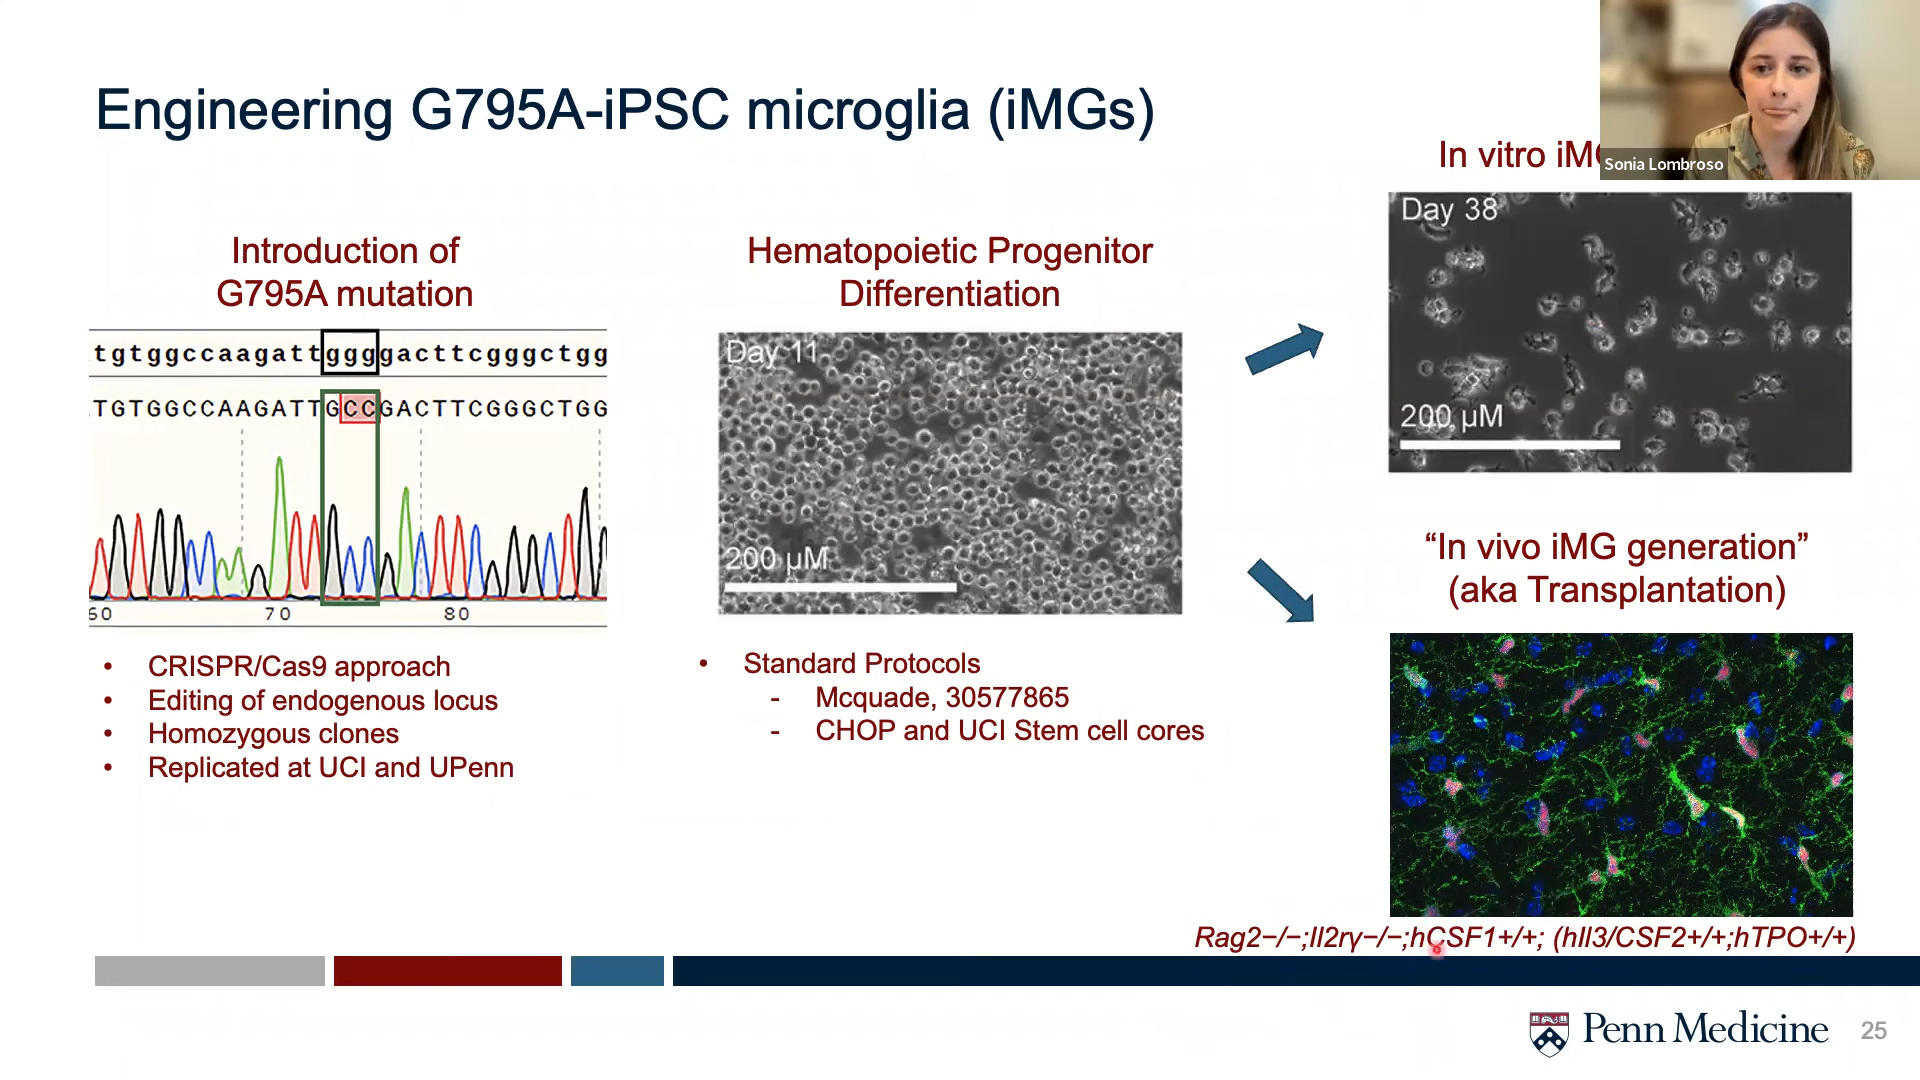 Engineering G795A-iPSC microglia (iMGs)
Sonia Lombroso
In vitro iM
Introduction of
G795A mutation
tgtggccaagattggggacttcgggctgg
TGTGGCCAAGATTGCCGACTTCGGGCTGG
60 70 80
• CRISPR/Cas9 approach
• Editing of endogenous locus
• Homozygous clones
• Replicated at UCI and UPenn
Hematopoietic Progenitor
Differentiation
Day 11
200 µM
• Standard Protocols
- Mcquade, 30577865
- CHOP and UCI Stem cell cores
Day 38
200 µM
“In vivo iMG generation”
(aka Transplantation)
Rag2−/−;Il2rγ−/−;hCSF1+/+; (hIl3/CSF2+/+;hTPO+/+)
Penn Medicine
25